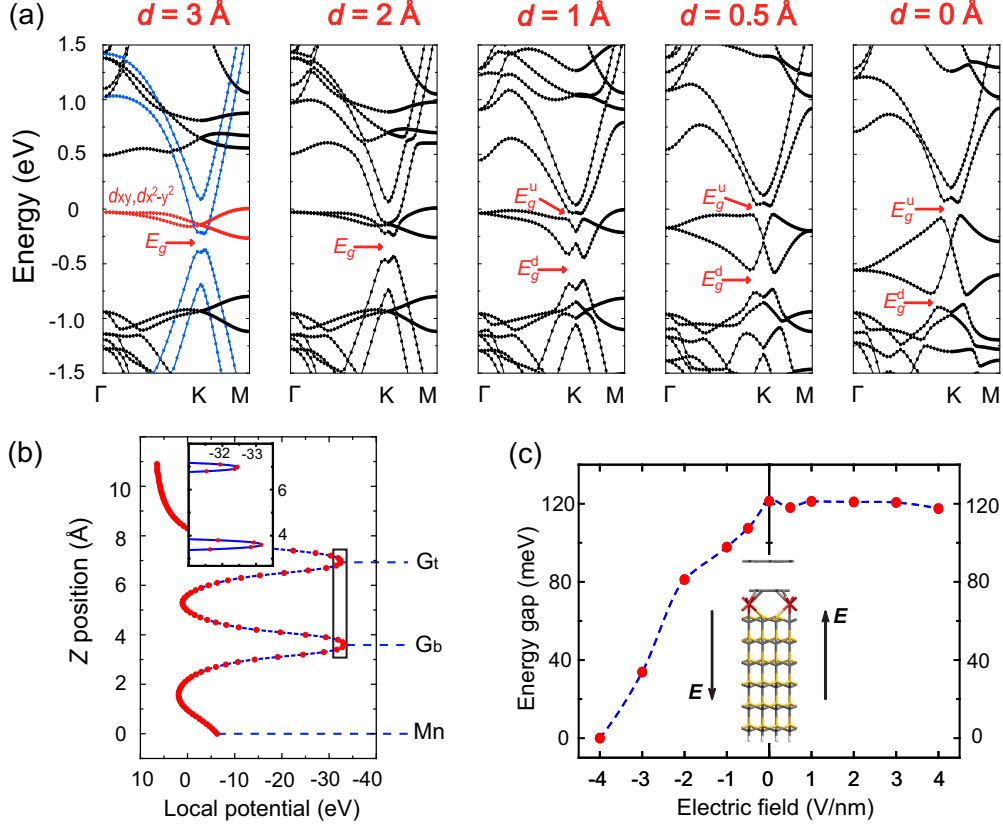 (a)
d = 3 Å d = 2 Å d = 1 Å d = 0.5 Å d = 0 Å
Energy (eV)
1.5
1.0
0.5
0
-0.5
-1.0
-1.5
dxy,dx²-y²
Eg
Eg
Egᵘ
Egᵈ
Egᵘ
Egᵈ
Egᵘ
Egᵈ
Γ K M Γ K M Γ K M Γ K M Γ K M
(b)
Z position (Å)
10
8
6
4
2
0
-32 -33
6
4
Gt
Gb
Mn
10 0 -10 -20 -30 -40
Local potential (eV)
(c)
Energy gap (meV)
120
80
40
0
120
80
40
0
E
E
-4 -3 -2 -1 0 1 2 3 4
Electric field (V/nm)